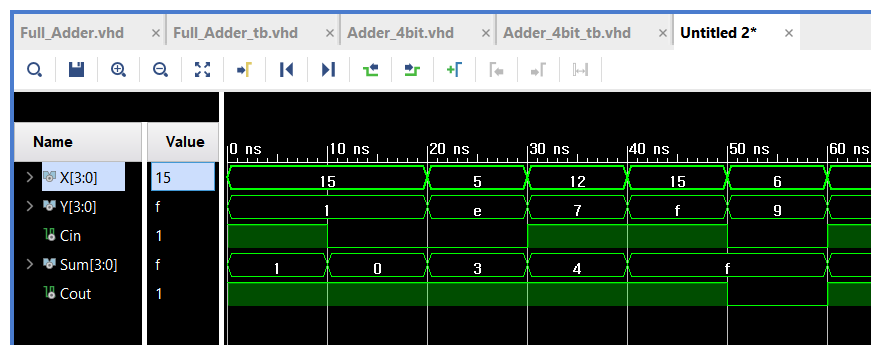 Full_Adder.vhd × Full_Adder_tb.vhd × Adder_4bit.vhd × Adder_4bit_tb.vhd × Untitled 2* ×
Name Value 0 ns 10 ns 20 ns 30 ns 40 ns 50 ns 60 ns
X[3:0] 15 15 5 12 15 6
Y[3:0] f 1 e 7 f 9
Cin 1
Sum[3:0] f 1 0 3 4 f
Cout 1